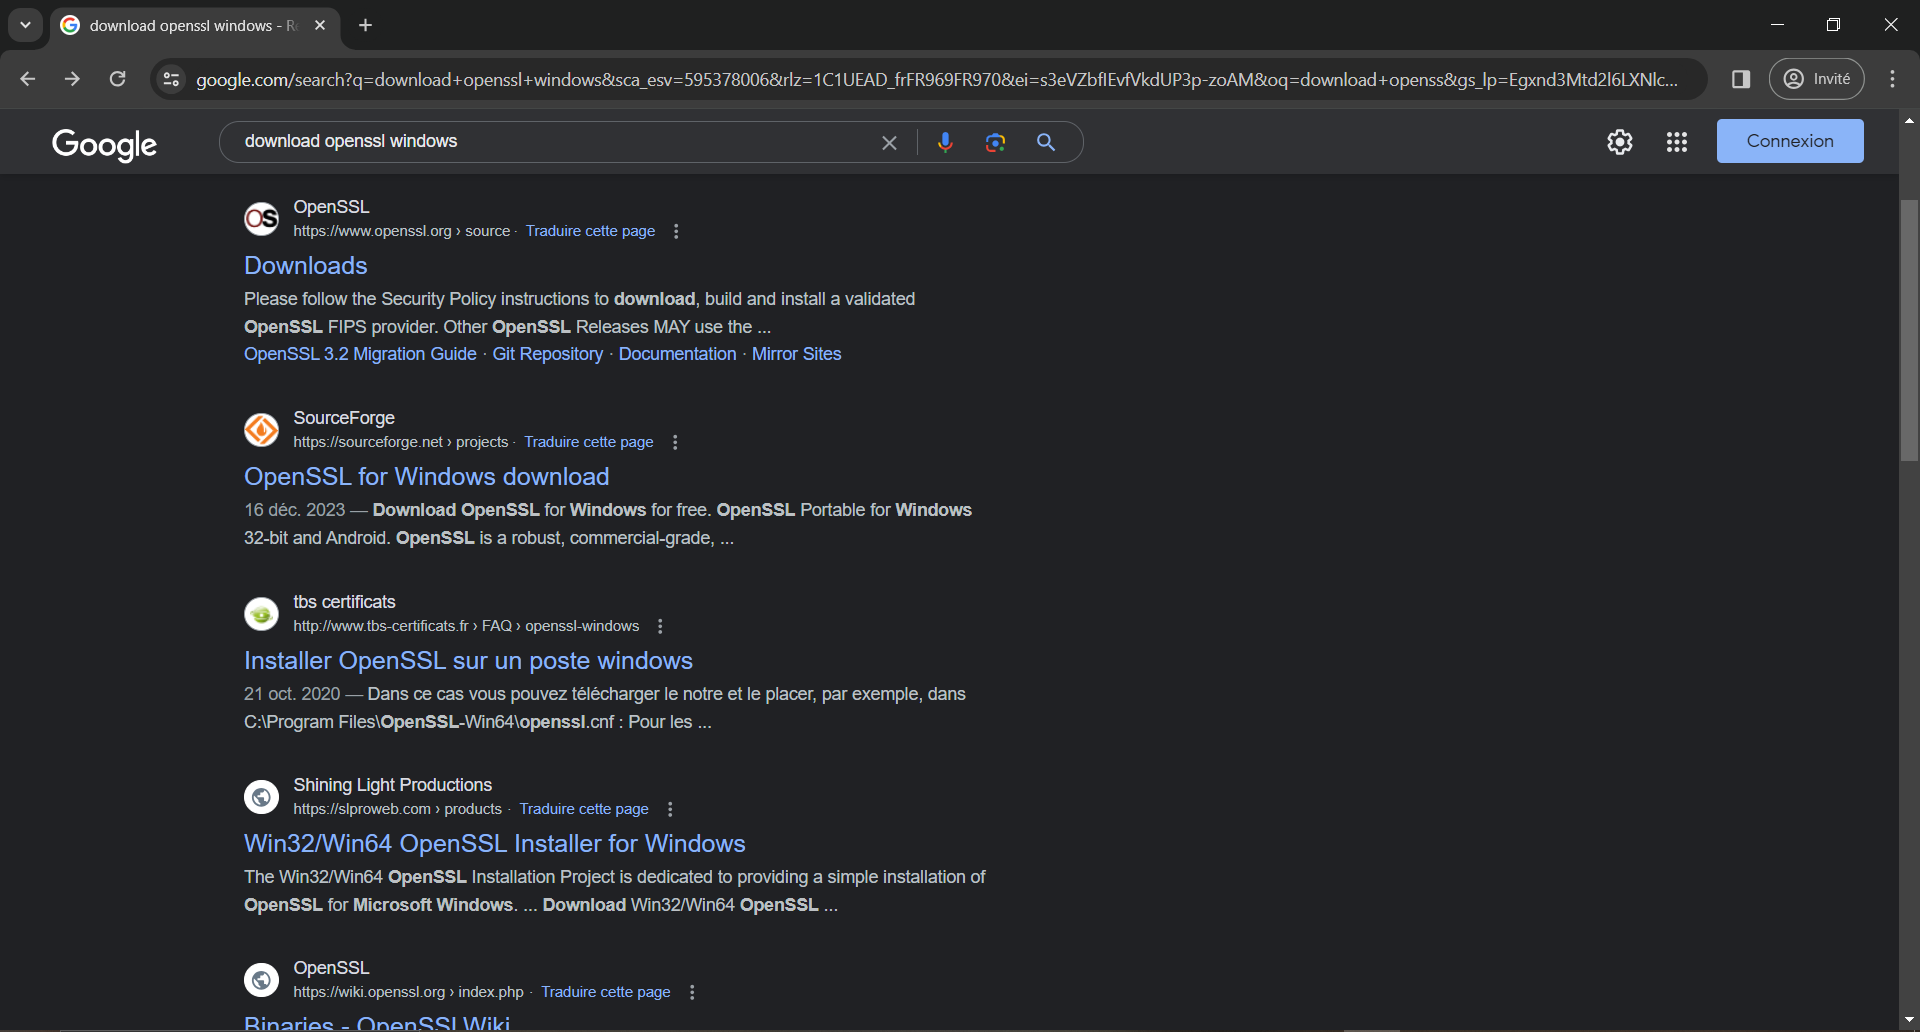 download openssl windows - R
google.com/search?q=download+openssl+windows&sca_esv=595378006&rlz=1C1UEAD_frFR969FR970&ei=s3eVZbflEvfVkdUP3p-zoAM&oq=download+openss&gs_lp=Egxnd3Mtd2l6LXNlc...
Invité
Google
download openssl windows
Connexion
OpenSSL
https://www.openssl.org › source · Traduire cette page
Downloads
Please follow the Security Policy instructions to download, build and install a validated
OpenSSL FIPS provider. Other OpenSSL Releases MAY use the ...
OpenSSL 3.2 Migration Guide · Git Repository · Documentation · Mirror Sites
SourceForge
https://sourceforge.net › projects · Traduire cette page
OpenSSL for Windows download
16 déc. 2023 — Download OpenSSL for Windows for free. OpenSSL Portable for Windows
32-bit and Android. OpenSSL is a robust, commercial-grade, ...
tbs certificats
http://www.tbs-certificats.fr › FAQ › openssl-windows
Installer OpenSSL sur un poste windows
21 oct. 2020 — Dans ce cas vous pouvez télécharger le notre et le placer, par exemple, dans
C:\Program Files\OpenSSL-Win64\openssl.cnf : Pour les ...
Shining Light Productions
https://slproweb.com › products · Traduire cette page
Win32/Win64 OpenSSL Installer for Windows
The Win32/Win64 OpenSSL Installation Project is dedicated to providing a simple installation of
OpenSSL for Microsoft Windows. ... Download Win32/Win64 OpenSSL ...
OpenSSL
https://wiki.openssl.org › index.php · Traduire cette page
Binaries - OpenSSLWiki